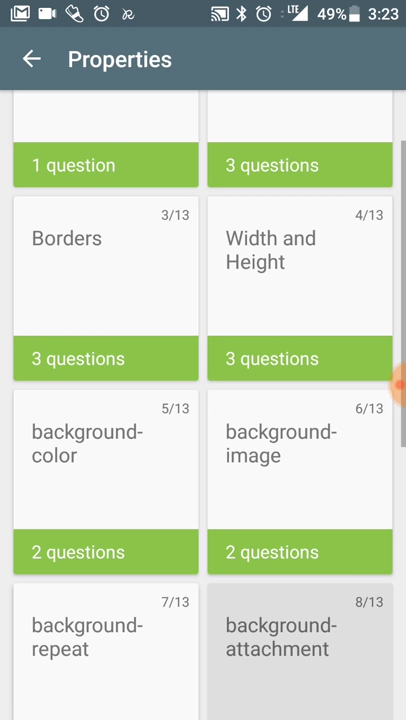 LTE 49% 3:23
Properties
1 question
3 questions
3/13
Borders
3 questions
4/13
Width and
Height
3 questions
5/13
background-
color
2 questions
6/13
background-
image
2 questions
7/13
background-
repeat
8/13
background-
attachment